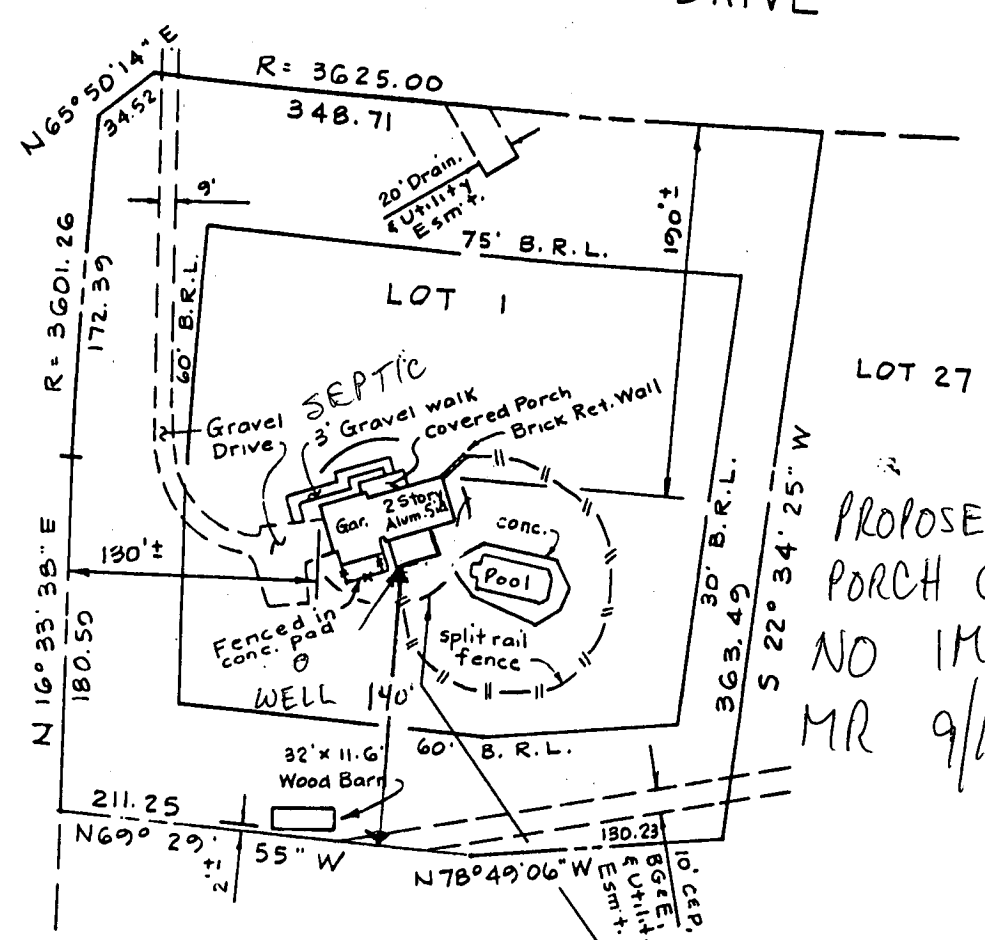 DRIVE
N 65° 50' 14" E
34.52
R = 3625.00
348.71
9'
20' Drain.
& Utility
Esm't.
190'±
75' B. R. L.
R = 3601.26
172.39
60' B.R.L.
LOT 1
LOT 27
SEPTIC
Gravel
Drive
3' Gravel walk
covered Porch
Brick Ret. Wall
2 Story
Alum. Sid
Gar.
conc.
Pool
130'±
Fenced in
conc. pad
split rail
fence
30' B. R. L.
363.49
S 22° 34' 25" W
PROPOSE
PORCH
NO IM
MR 9/
N 16° 33' 38" E
180.59
WELL
140'
60' B. R. L.
32' x 11.6'
Wood Barn
211.25
N69° 29' 55" W
2'±
130.23
N78°49'06"W
10' C&P.
BG&E.
& Utilit
Esm't.